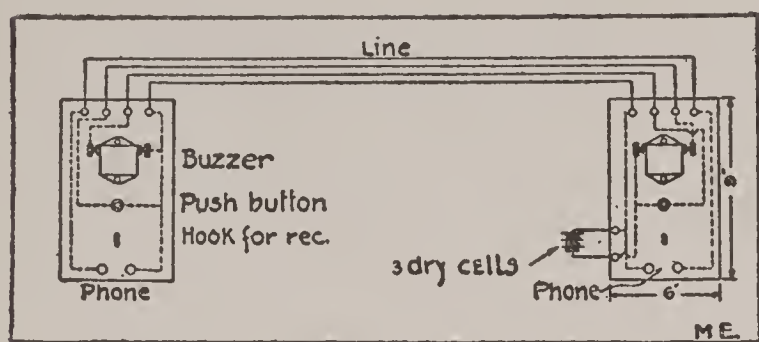 Line
Buzzer
Push button
Hook for rec.
3 dry cells
Phone
Phone
6"
M.E.